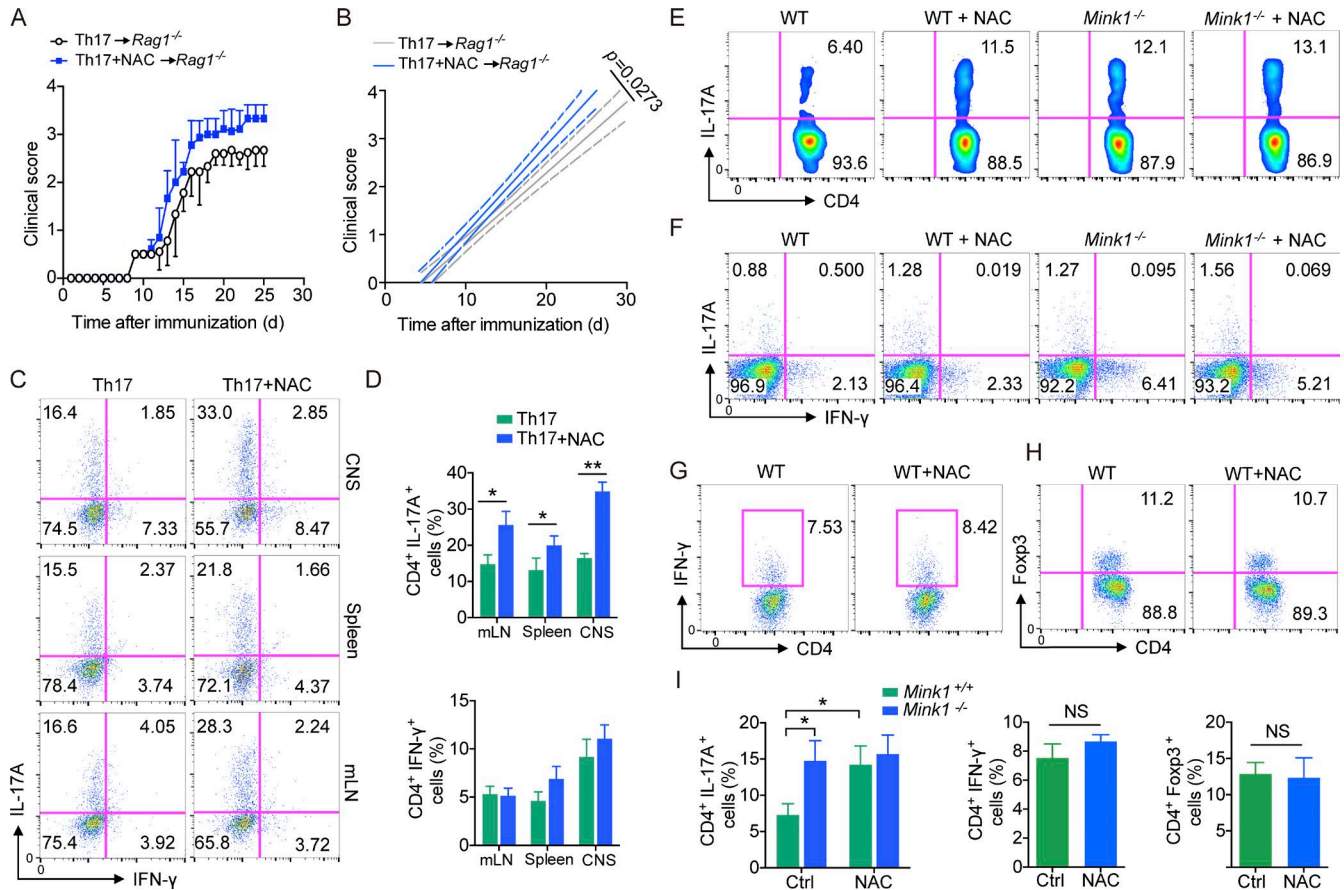 A
Th17 → Rag1-/-
Th17+NAC → Rag1-/-
Clinical score
4
3
2
1
0
0 5 10 15 20 25 30
Time after immunization (d)
B
Th17 → Rag1-/-
Th17+NAC → Rag1-/-
p=0.0273
Clinical score
4
3
2
1
0
0 10 20 30
Time after immunization (d)
C
Th17 Th17+NAC
16.4 1.85 33.0 2.85
CNS
74.5 7.33 55.7 8.47
15.5 2.37 21.8 1.66
Spleen
78.4 3.74 72.1 4.37
16.6 4.05 28.3 2.24
mLN
75.4 3.92 65.8 3.72
IL-17A
0
0
IFN-γ
D
Th17
Th17+NAC
CD4+ IL-17A+
cells (%)
40
30
20
10
0
* * **
mLN Spleen CNS
CD4+ IFN-γ+
cells (%)
15
10
5
0
mLN Spleen CNS
E
WT WT + NAC Mink1-/- Mink1-/- + NAC
6.40 11.5 12.1 13.1
93.6 88.5 87.9 86.9
IL-17A
0
0
CD4
F
WT WT + NAC Mink1-/- Mink1-/- + NAC
0.88 0.500 1.28 0.019 1.27 0.095 1.56 0.069
96.9 2.13 96.4 2.33 92.2 6.41 93.2 5.21
IL-17A
0
IFN-γ
G
WT WT+NAC
7.53 8.42
IFN-γ
0
0
CD4
H
WT WT+NAC
11.2 10.7
88.8 89.3
Foxp3
0
0
CD4
I
Mink1+/+
Mink1-/-
CD4+ IL-17A+
cells (%)
20
15
10
5
0
* *
Ctrl NAC
CD4+ IFN-γ+
cells (%)
10
8
6
4
2
0
NS
Ctrl NAC
CD4+ Foxp3+
cells (%)
20
15
10
5
NS
Ctrl NAC